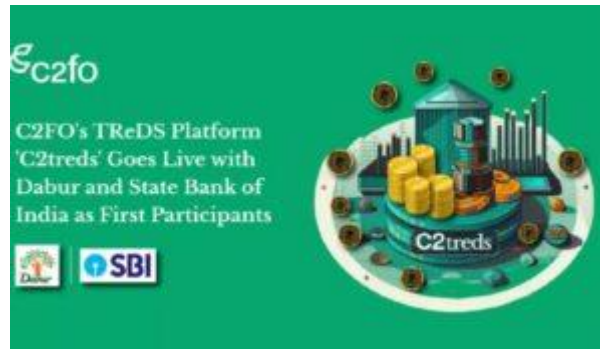 c2fo
C2FO's TReDS Platform
'C2treds' Goes Live with
Dabur and State Bank of
India as First Participants
Dabur
SBI
C2treds